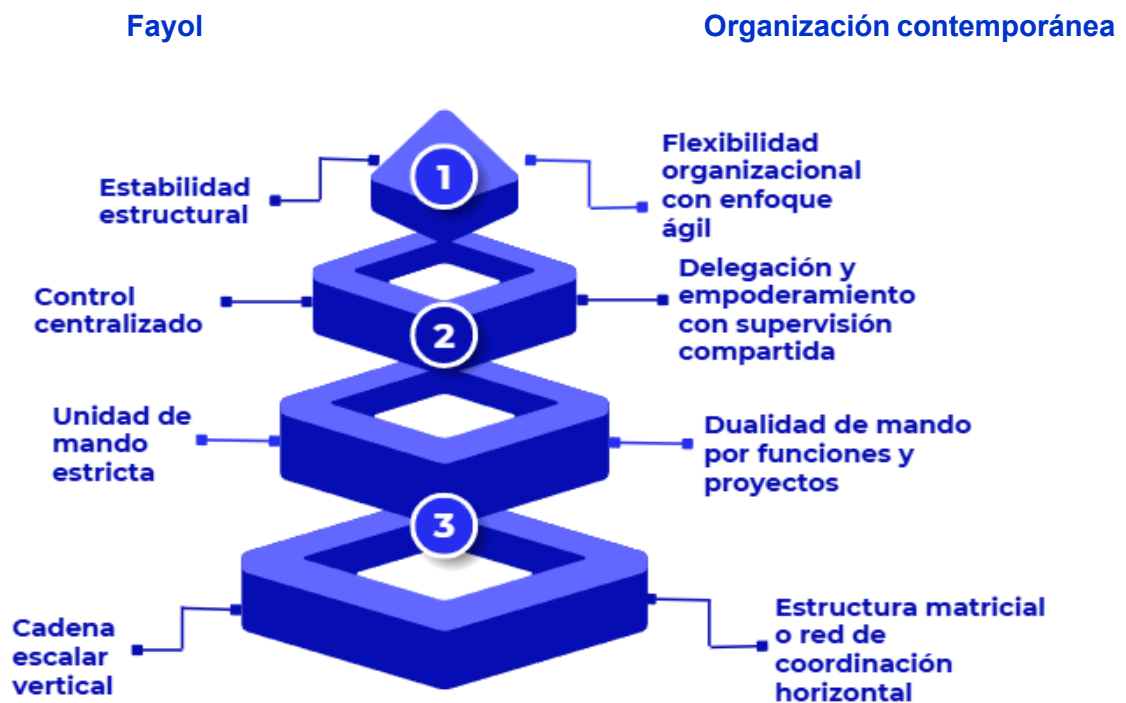 Fayol
Organización contemporánea
1
Estabilidad
estructural
Flexibilidad
organizacional
con enfoque
ágil
Control
centralizado
Delegación y
empoderamiento
con supervisión
compartida
2
Unidad de
mando
estricta
Dualidad de mando
por funciones y
proyectos
3
Cadena
escalar
vertical
Estructura matricial
o red de
coordinación
horizontal